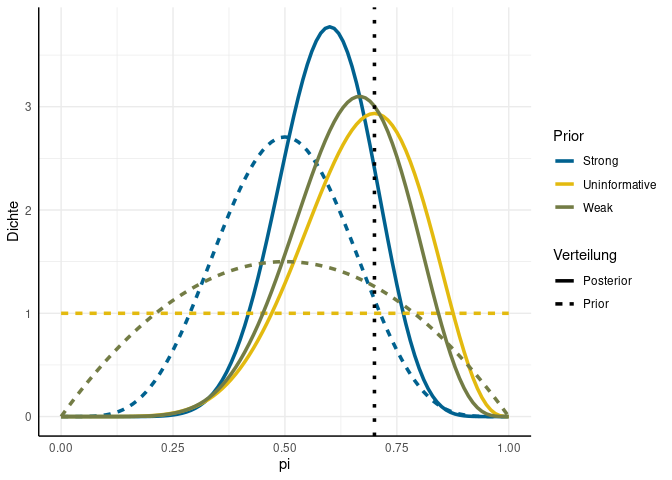 Dichte
3
2
1
0
0.00 0.25 0.50 0.75 1.00
pi
Prior
Strong
Uninformative
Weak
Verteilung
Posterior
Prior